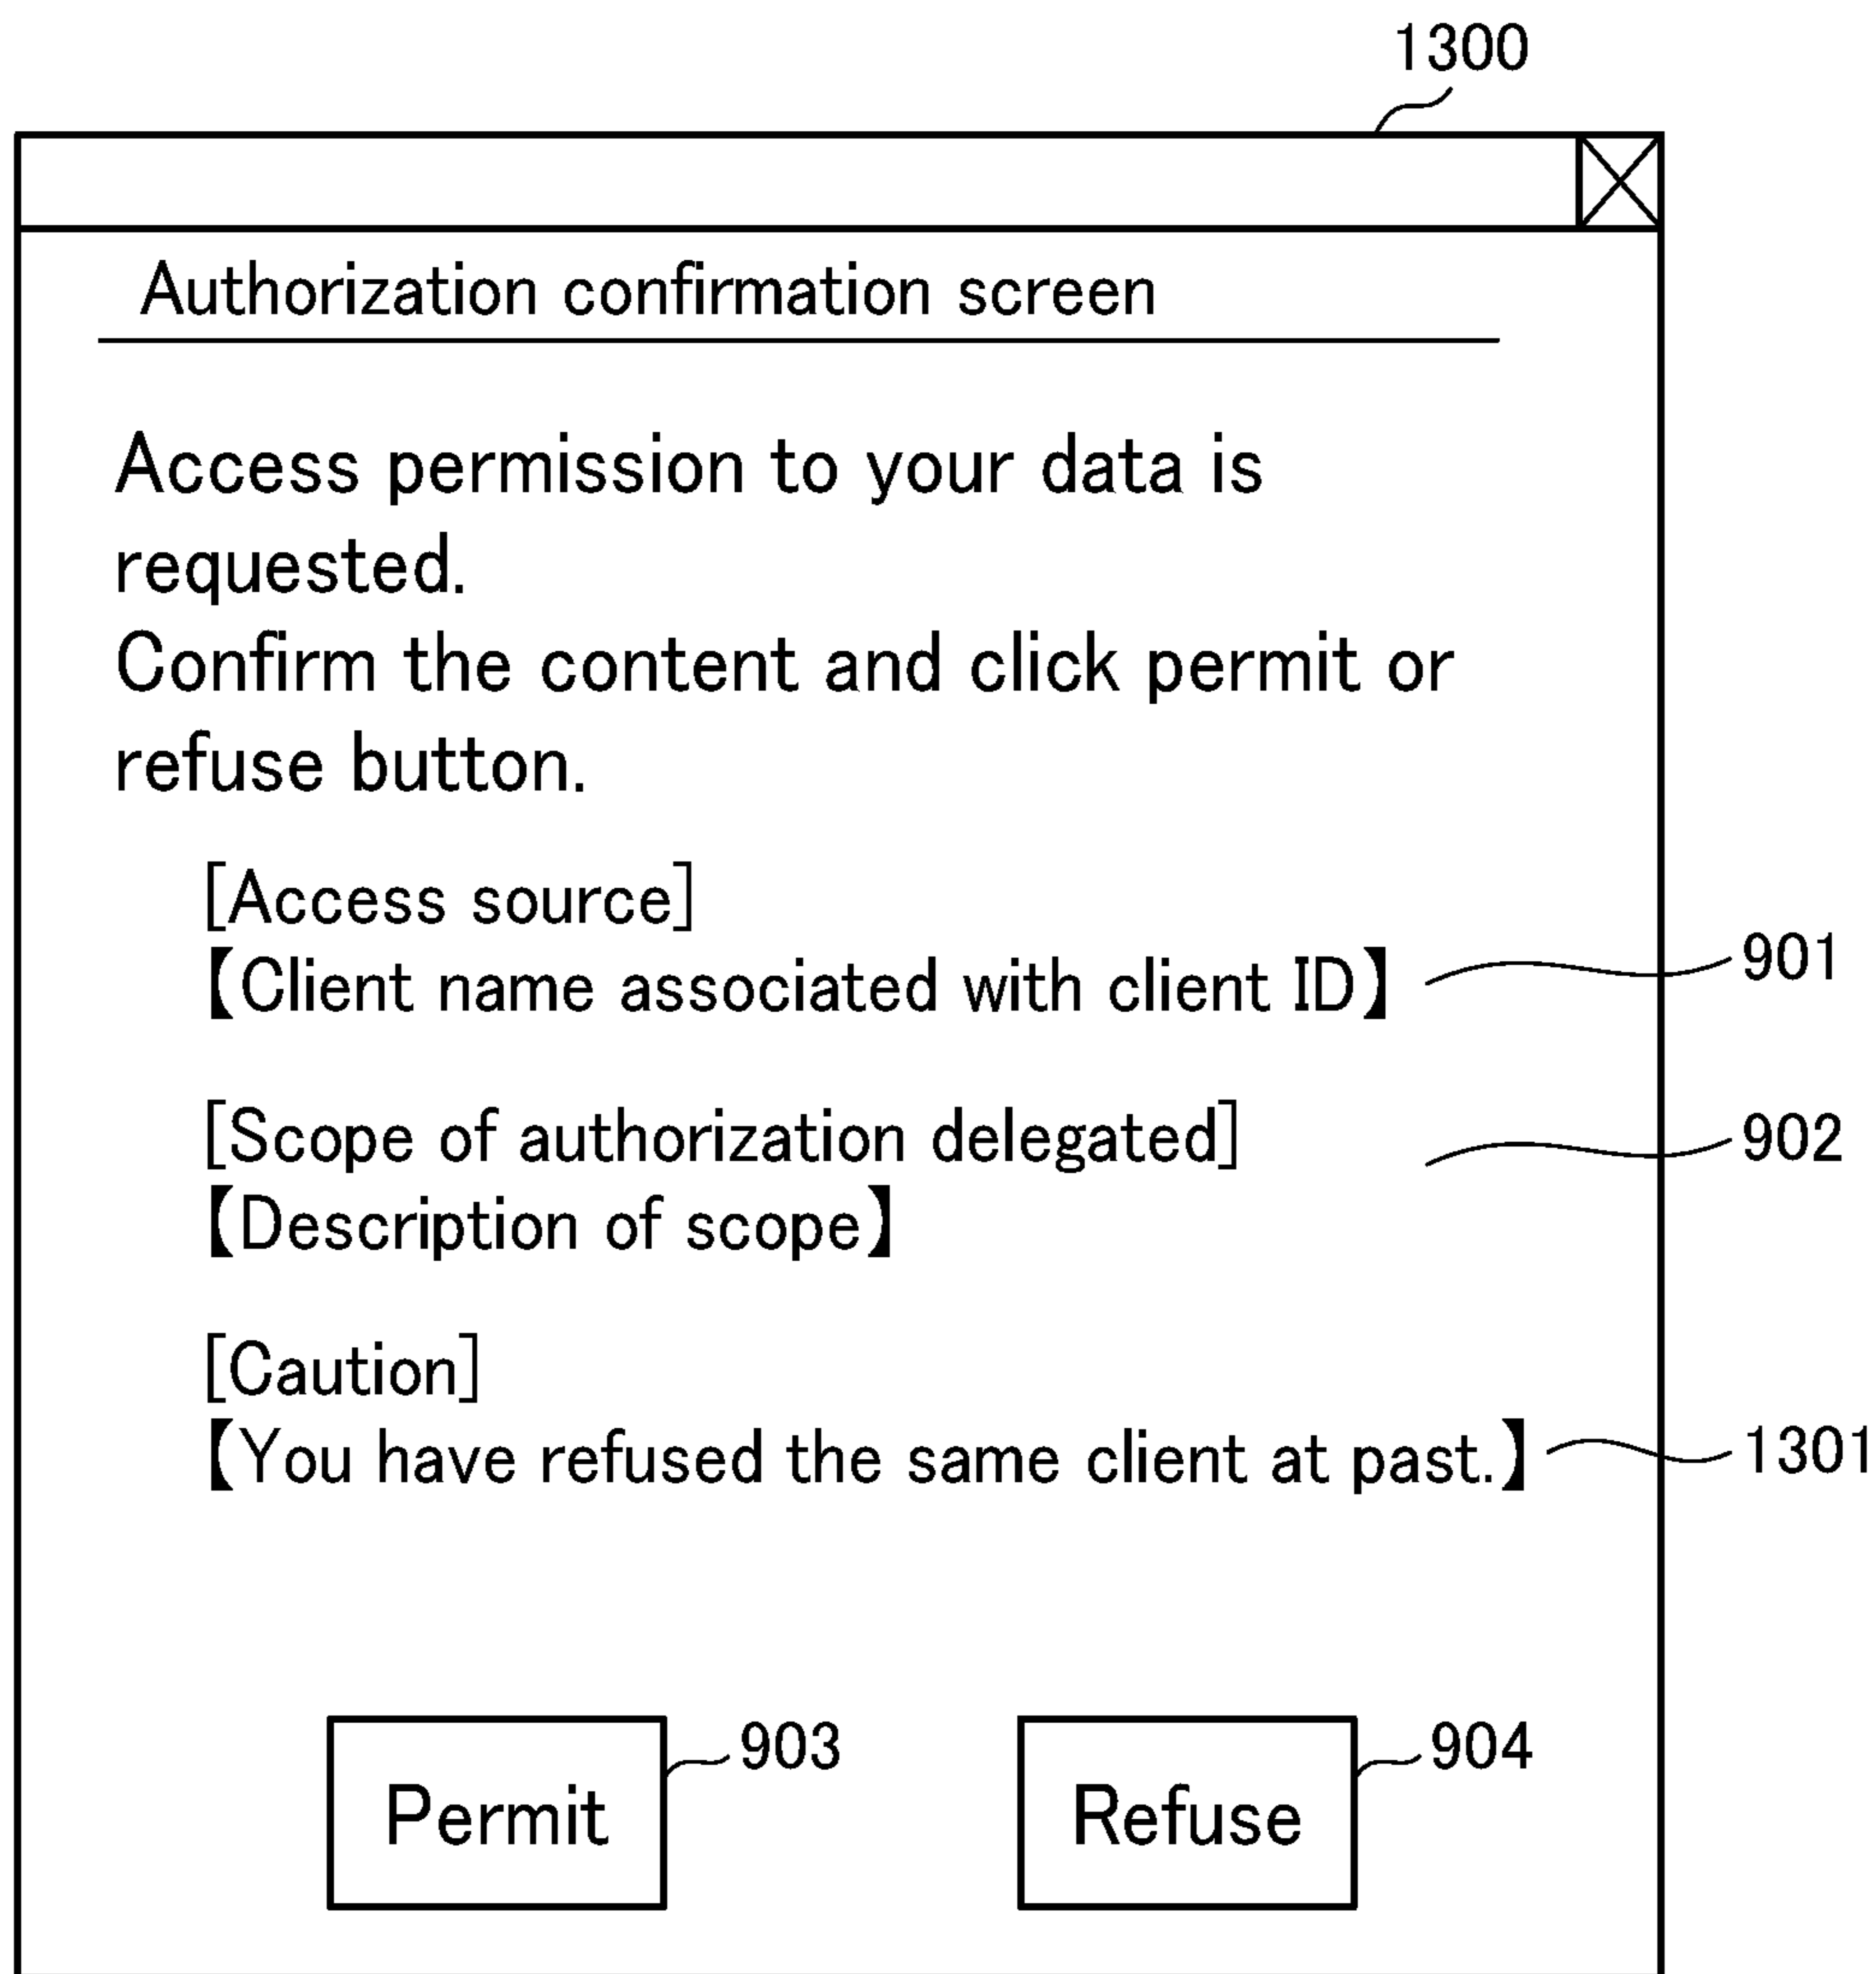 1300
Authorization confirmation screen
Access permission to your data is
requested.
Confirm the content and click permit or
refuse button.
[Access source]
【Client name associated with client ID】 901
[Scope of authorization delegated] 902
【Description of scope】
[Caution]
【You have refused the same client at past.】 1301
Permit 903 Refuse 904